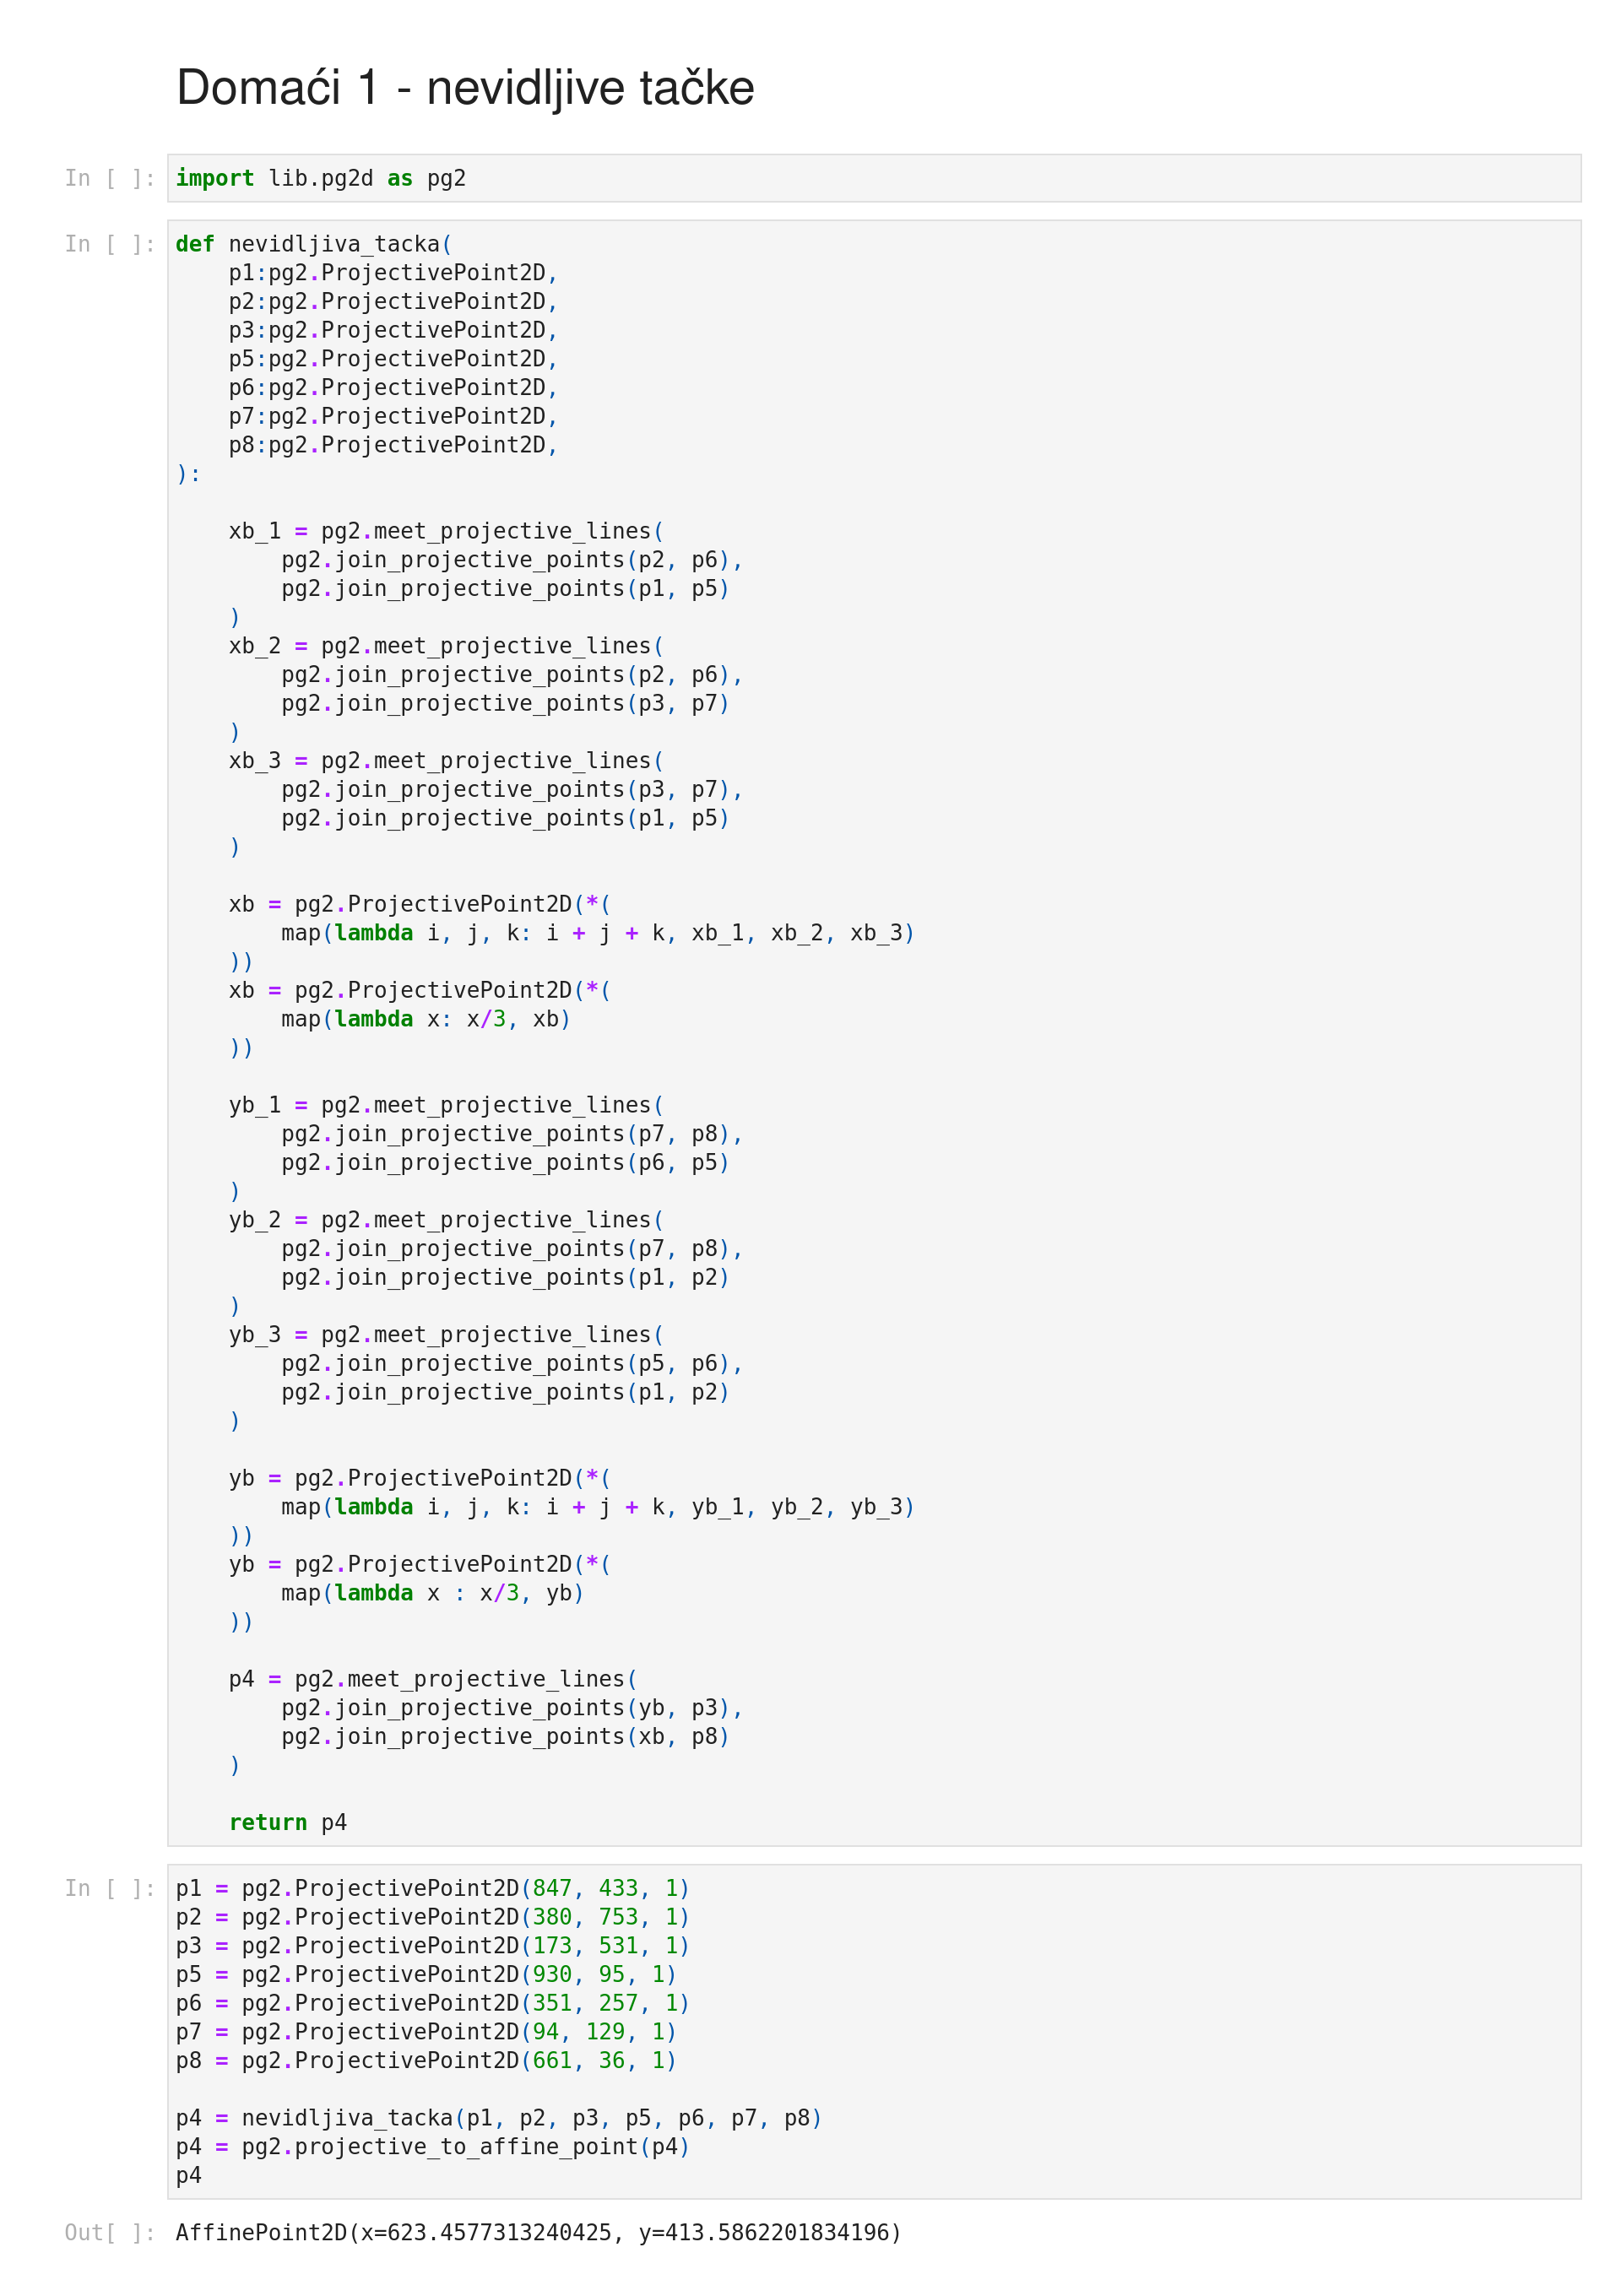 Domaći 1 - nevidljive tačke
In [ ]: import lib.pg2d as pg2
In [ ]: def nevidljiva_tacka(
    p1:pg2.ProjectivePoint2D,
    p2:pg2.ProjectivePoint2D,
    p3:pg2.ProjectivePoint2D,
    p5:pg2.ProjectivePoint2D,
    p6:pg2.ProjectivePoint2D,
    p7:pg2.ProjectivePoint2D,
    p8:pg2.ProjectivePoint2D,
):

    xb_1 = pg2.meet_projective_lines(
        pg2.join_projective_points(p2, p6),
        pg2.join_projective_points(p1, p5)
    )
    xb_2 = pg2.meet_projective_lines(
        pg2.join_projective_points(p2, p6),
        pg2.join_projective_points(p3, p7)
    )
    xb_3 = pg2.meet_projective_lines(
        pg2.join_projective_points(p3, p7),
        pg2.join_projective_points(p1, p5)
    )

    xb = pg2.ProjectivePoint2D(*(
        map(lambda i, j, k: i + j + k, xb_1, xb_2, xb_3)
    ))
    xb = pg2.ProjectivePoint2D(*(
        map(lambda x: x/3, xb)
    ))

    yb_1 = pg2.meet_projective_lines(
        pg2.join_projective_points(p7, p8),
        pg2.join_projective_points(p6, p5)
    )
    yb_2 = pg2.meet_projective_lines(
        pg2.join_projective_points(p7, p8),
        pg2.join_projective_points(p1, p2)
    )
    yb_3 = pg2.meet_projective_lines(
        pg2.join_projective_points(p5, p6),
        pg2.join_projective_points(p1, p2)
    )

    yb = pg2.ProjectivePoint2D(*(
        map(lambda i, j, k: i + j + k, yb_1, yb_2, yb_3)
    ))
    yb = pg2.ProjectivePoint2D(*(
        map(lambda x : x/3, yb)
    ))

    p4 = pg2.meet_projective_lines(
        pg2.join_projective_points(yb, p3),
        pg2.join_projective_points(xb, p8)
    )

    return p4
In [ ]: p1 = pg2.ProjectivePoint2D(847, 433, 1)
p2 = pg2.ProjectivePoint2D(380, 753, 1)
p3 = pg2.ProjectivePoint2D(173, 531, 1)
p5 = pg2.ProjectivePoint2D(930, 95, 1)
p6 = pg2.ProjectivePoint2D(351, 257, 1)
p7 = pg2.ProjectivePoint2D(94, 129, 1)
p8 = pg2.ProjectivePoint2D(661, 36, 1)

p4 = nevidljiva_tacka(p1, p2, p3, p5, p6, p7, p8)
p4 = pg2.projective_to_affine_point(p4)
p4
Out[ ]: AffinePoint2D(x=623.4577313240425, y=413.5862201834196)